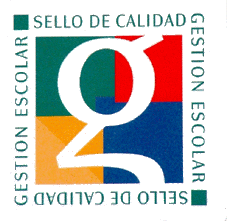 SELLO DE CALIDAD
GESTION ESCOLAR
SELLO DE CALIDAD
GESTION ESCOLAR
g